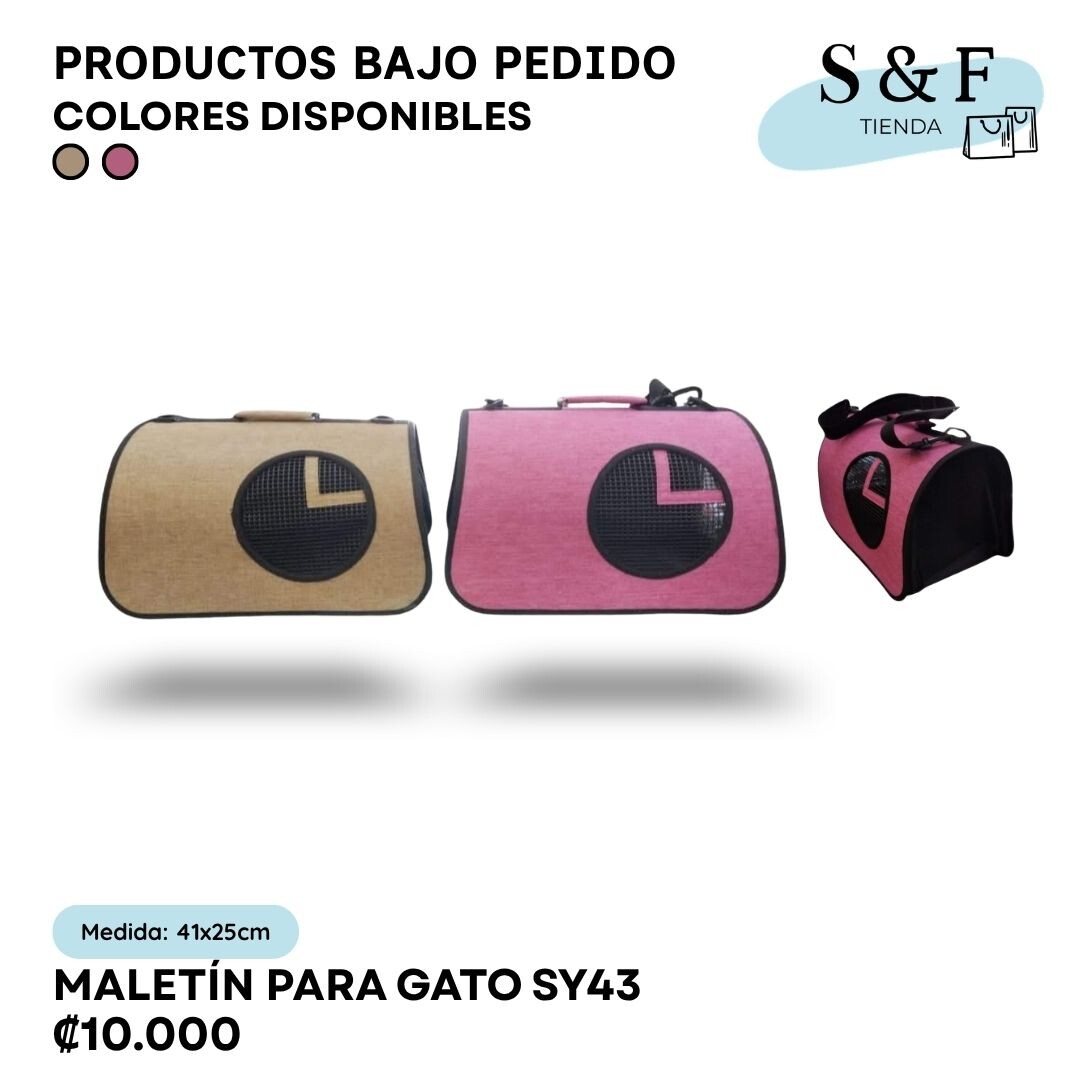 PRODUCTOS BAJO PEDIDO
COLORES DISPONIBLES
S & F
TIENDA
Medida: 41x25cm
MALETÍN PARA GATO SY43
₡10.000